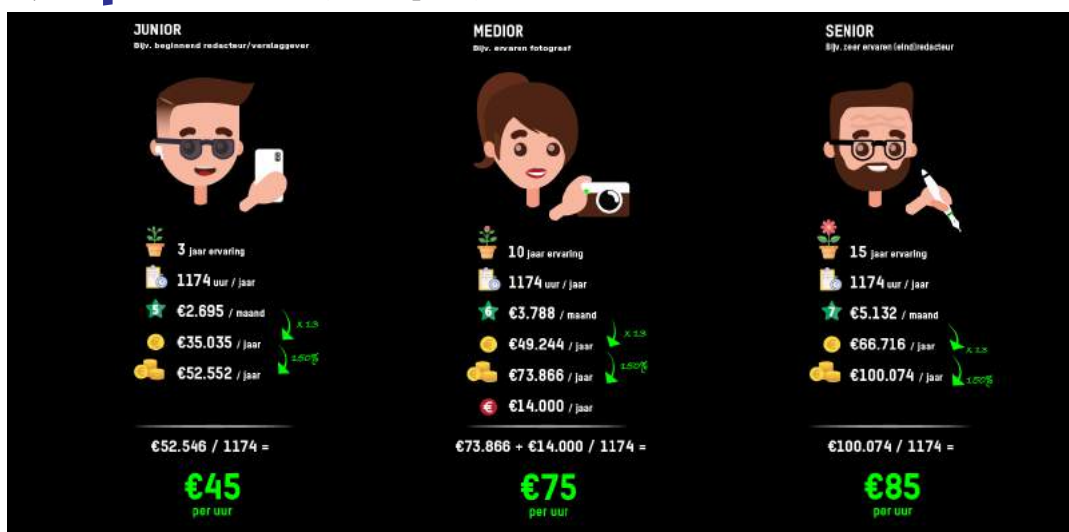 JUNIOR
Bijv. beginnend redacteur/verslaggever
3 jaar ervaring
1174 uur / jaar
5 €2.695 / maand
x 13
€35.035 / jaar
150%
€52.552 / jaar
€52.546 / 1174 =
€45
per uur
MEDIOR
Bijv. ervaren fotograaf
10 jaar ervaring
1174 uur / jaar
6 €3.788 / maand
x 13
€49.244 / jaar
150%
€73.866 / jaar
€ €14.000 / jaar
€73.866 + €14.000 / 1174 =
€75
per uur
SENIOR
Bijv. zeer ervaren (eind)redacteur
15 jaar ervaring
1174 uur / jaar
7 €5.132 / maand
x 13
€66.716 / jaar
150%
€100.074 / jaar
€100.074 / 1174 =
€85
per uur